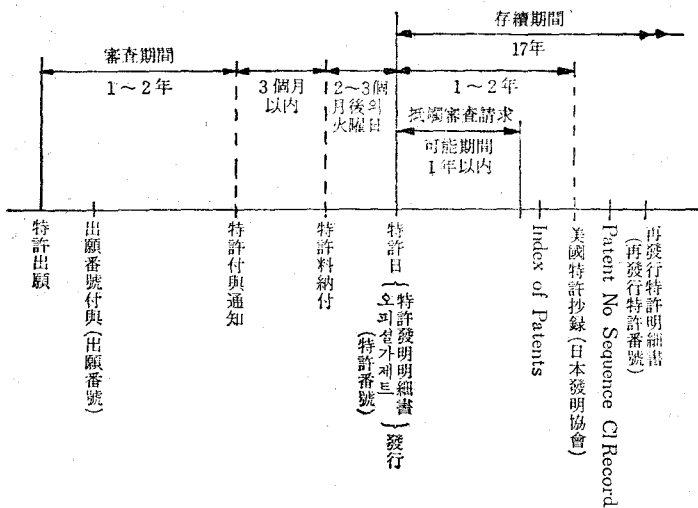 存續期間
17年
審査期間
1～2年
3個月
以內
2～3個
月後의
火曜日
1～2年
抵觸審査請求
可能期間
1年以內
特許出願
出願番號付與(出願番號)
特許付與通知
特許料納付
特許日{特許發明明細書
오피셜가제트
(特許番號)}發行
Index of Patents
美國特許抄錄(日本發明協會)
Patent No Sequence Cl Record
再發行特許明細書
(再發行特許番號)